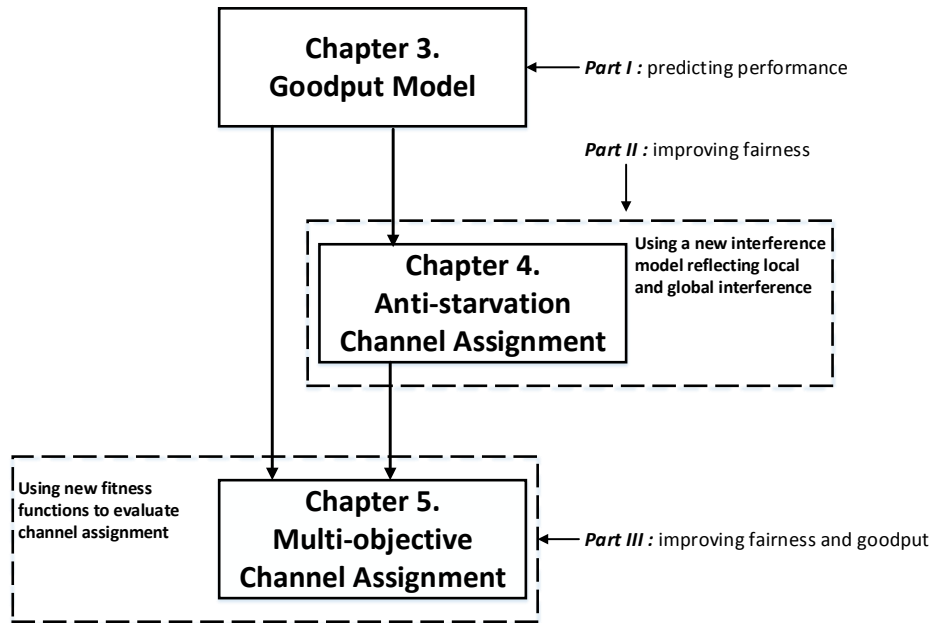 Chapter 3.
Goodput Model
Part I : predicting performance
Part II : improving fairness
Chapter 4.
Anti-starvation
Channel Assignment
Using a new interference
model reflecting local
and global interference
Using new fitness
functions to evaluate
channel assignment
Chapter 5.
Multi-objective
Channel Assignment
Part III : improving fairness and goodput